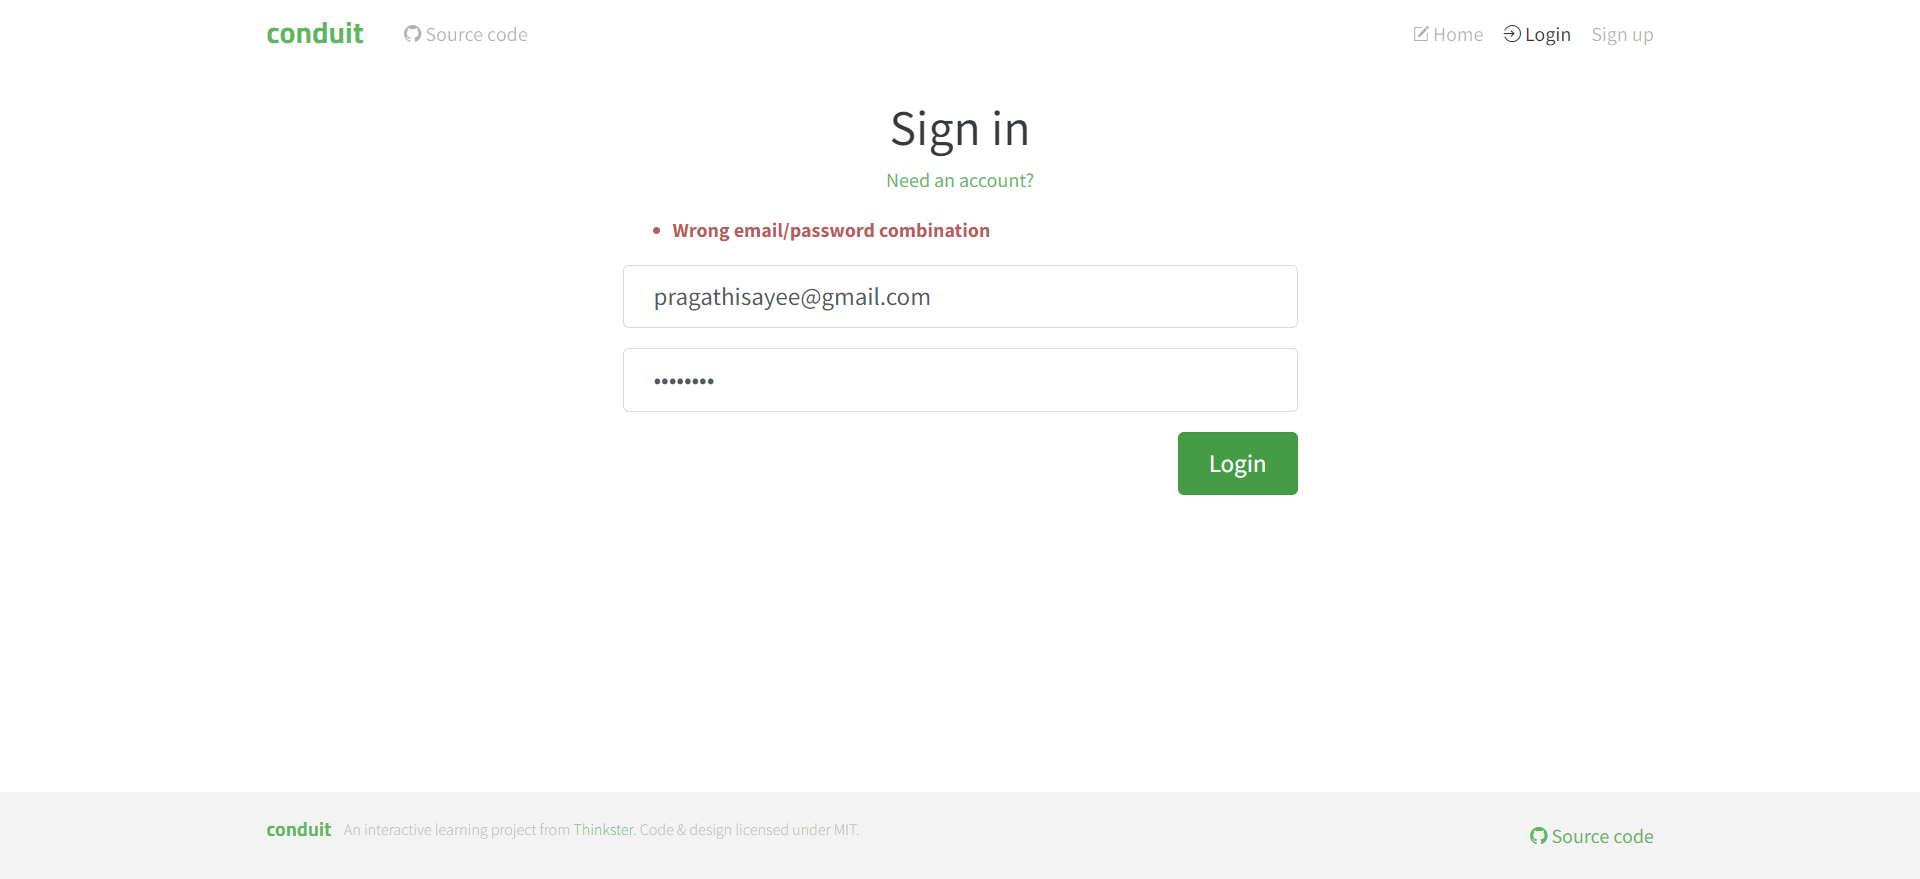 conduit Source code Home Login Sign up
Sign in
Need an account?
• Wrong email/password combination
pragathisayee@gmail.com
••••••••
Login
conduit An interactive learning project from Thinkster. Code & design licensed under MIT.
Source code